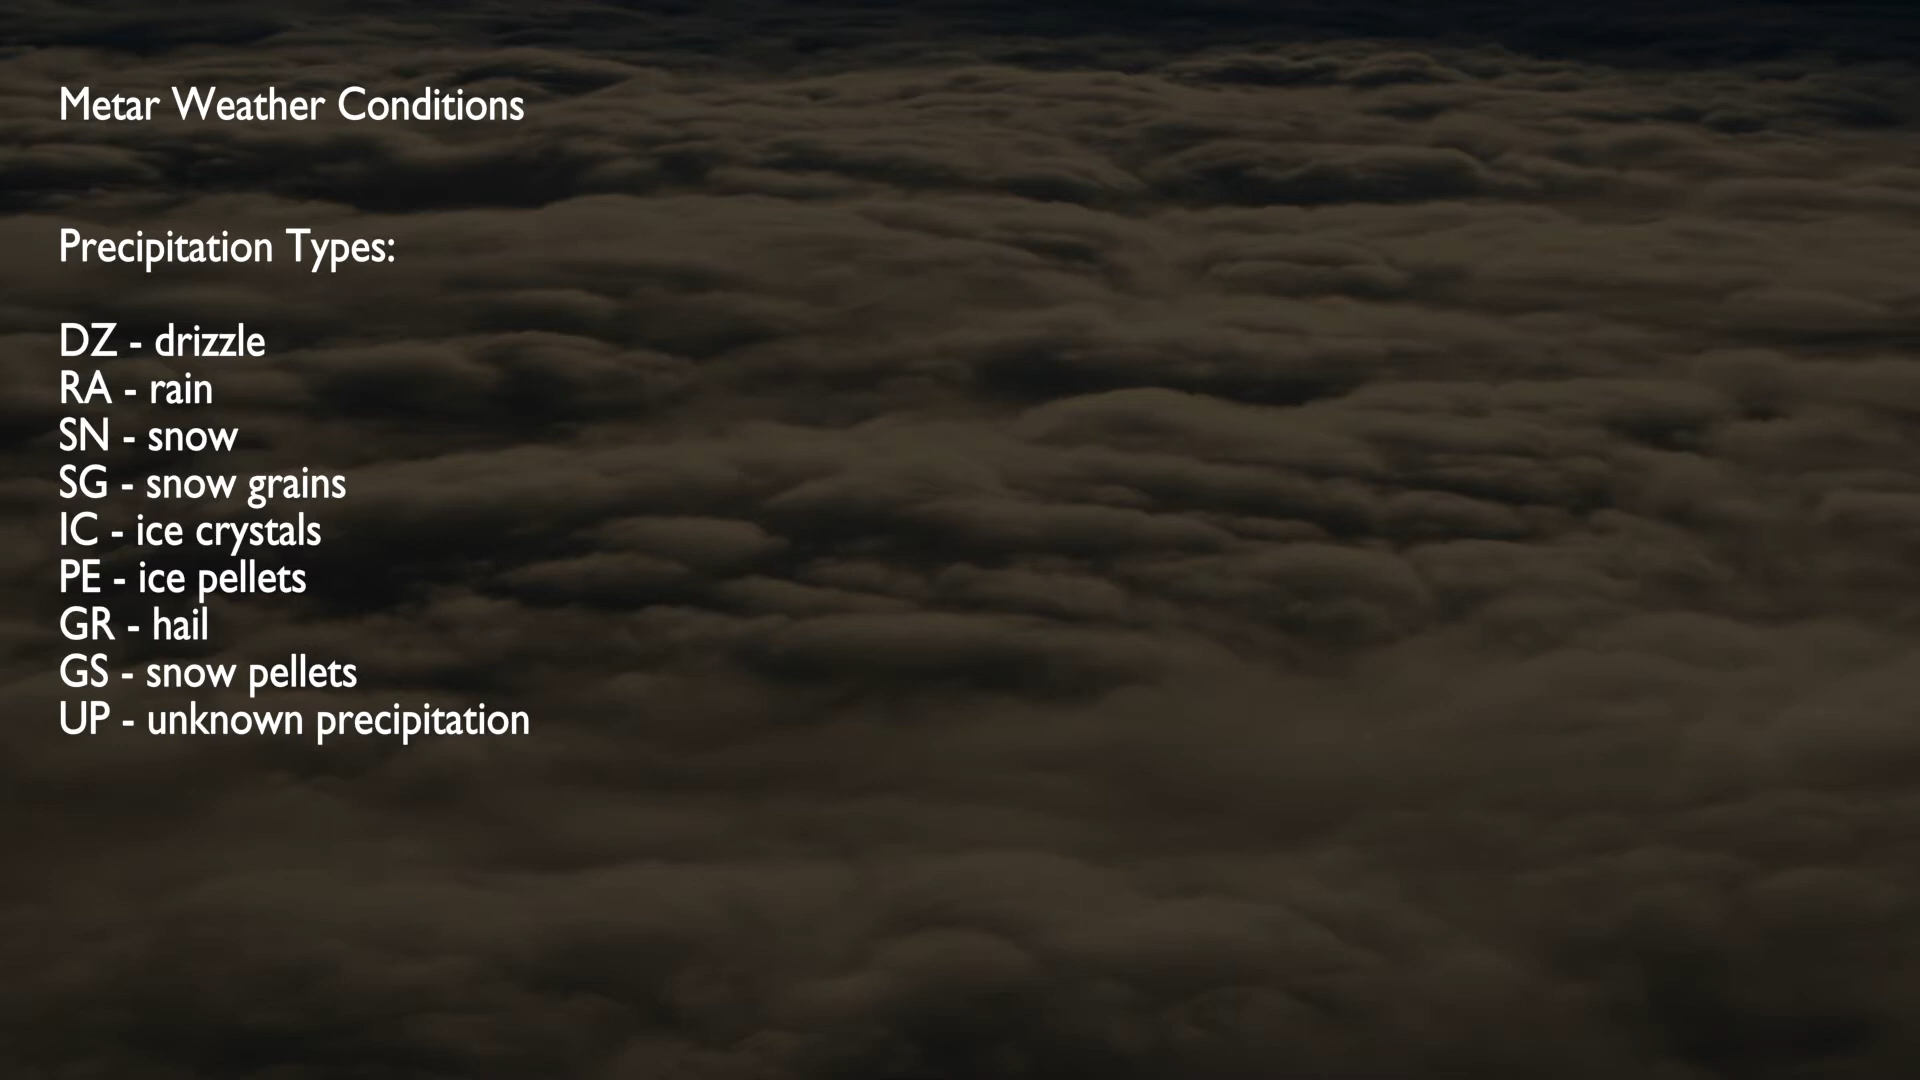 Metar Weather Conditions
Precipitation Types:
DZ - drizzle
RA - rain
SN - snow
SG - snow grains
IC - ice crystals
PE - ice pellets
GR - hail
GS - snow pellets
UP - unknown precipitation